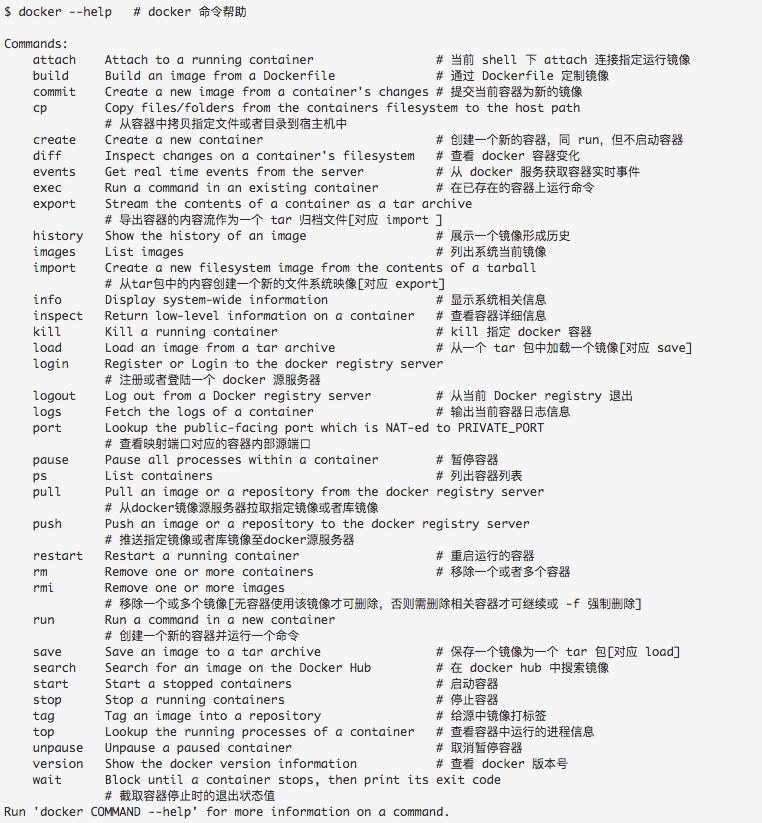 $ docker --help   # docker 命令帮助
Commands:
    attach    Attach to a running container                 # 当前 shell 下 attach 连接指定运行镜像
    build     Build an image from a Dockerfile              # 通过 Dockerfile 定制镜像
    commit    Create a new image from a container's changes # 提交当前容器为新的镜像
    cp        Copy files/folders from the containers filesystem to the host path
              # 从容器中拷贝指定文件或者目录到宿主机中
    create    Create a new container                        # 创建一个新的容器，同 run，但不启动容器
    diff      Inspect changes on a container's filesystem   # 查看 docker 容器变化
    events    Get real time events from the server          # 从 docker 服务获取容器实时事件
    exec      Run a command in an existing container        # 在已存在的容器上运行命令
    export    Stream the contents of a container as a tar archive
              # 导出容器的内容流作为一个 tar 归档文件[对应 import ]
    history   Show the history of an image                  # 展示一个镜像形成历史
    images    List images                                   # 列出系统当前镜像
    import    Create a new filesystem image from the contents of a tarball
              # 从tar包中的内容创建一个新的文件系统映像[对应 export]
    info      Display system-wide information               # 显示系统相关信息
    inspect   Return low-level information on a container   # 查看容器详细信息
    kill      Kill a running container                      # kill 指定 docker 容器
    load      Load an image from a tar archive              # 从一个 tar 包中加载一个镜像[对应 save]
    login     Register or Login to the docker registry server
              # 注册或者登陆一个 docker 源服务器
    logout    Log out from a Docker registry server         # 从当前 Docker registry 退出
    logs      Fetch the logs of a container                 # 输出当前容器日志信息
    port      Lookup the public-facing port which is NAT-ed to PRIVATE_PORT
              # 查看映射端口对应的容器内部源端口
    pause     Pause all processes within a container        # 暂停容器
    ps        List containers                               # 列出容器列表
    pull      Pull an image or a repository from the docker registry server
              # 从docker镜像源服务器拉取指定镜像或者库镜像
    push      Push an image or a repository to the docker registry server
              # 推送指定镜像或者库镜像至docker源服务器
    restart   Restart a running container                   # 重启运行的容器
    rm        Remove one or more containers                 # 移除一个或者多个容器
    rmi       Remove one or more images
              # 移除一个或多个镜像[无容器使用该镜像才可删除，否则需删除相关容器才可继续或 -f 强制删除]
    run       Run a command in a new container
              # 创建一个新的容器并运行一个命令
    save      Save an image to a tar archive                # 保存一个镜像为一个 tar 包[对应 load]
    search    Search for an image on the Docker Hub         # 在 docker hub 中搜索镜像
    start     Start a stopped containers                    # 启动容器
    stop      Stop a running containers                     # 停止容器
    tag       Tag an image into a repository                # 给源中镜像打标签
    top       Lookup the running processes of a container   # 查看容器中运行的进程信息
    unpause   Unpause a paused container                    # 取消暂停容器
    version   Show the docker version information           # 查看 docker 版本号
    wait      Block until a container stops, then print its exit code
              # 截取容器停止时的退出状态值
Run 'docker COMMAND --help' for more information on a command.